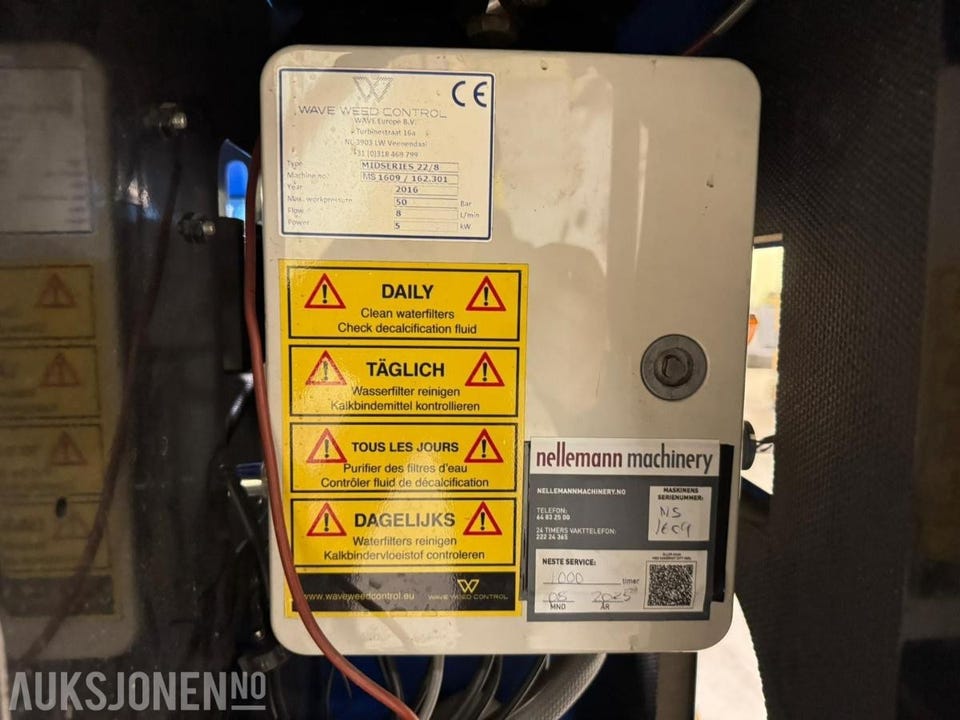 CE
WAVE WEED CONTROL
WAVE Europe B.V.
Turbinestraat 16a
NL 3903 LW Veenendaal
+31 (0)318 469 799
Type MIDSERIES 22/8
Machine no. MS 1609 / 162.301
Year 2016
Max. workpressure 50 Bar
Flow 8 L/min
Power 5 kW
DAILY
Clean waterfilters
Check decalcification fluid
TÄGLICH
Wasserfilter reinigen
Kalkbindemittel kontrollieren
TOUS LES JOURS
Purifier des filtres d'eau
Contrôler fluid de décalcification
DAGELIJKS
Waterfilters reinigen
Kalkbindervloeistof controleren
www.waveweedcontrol.eu WAVE WEED CONTROL
nellemann machinery
NELLEMANNMACHINERY.NO
TELEFON:
64 83 25 00
24 TIMERS VAKTTELEFON:
222 24 365
MASKINENS
SERIENUMMER:
MS
1609
NESTE SERVICE:
1000 timer
05 2025
MND ÅR
AUKSJONEN.NO